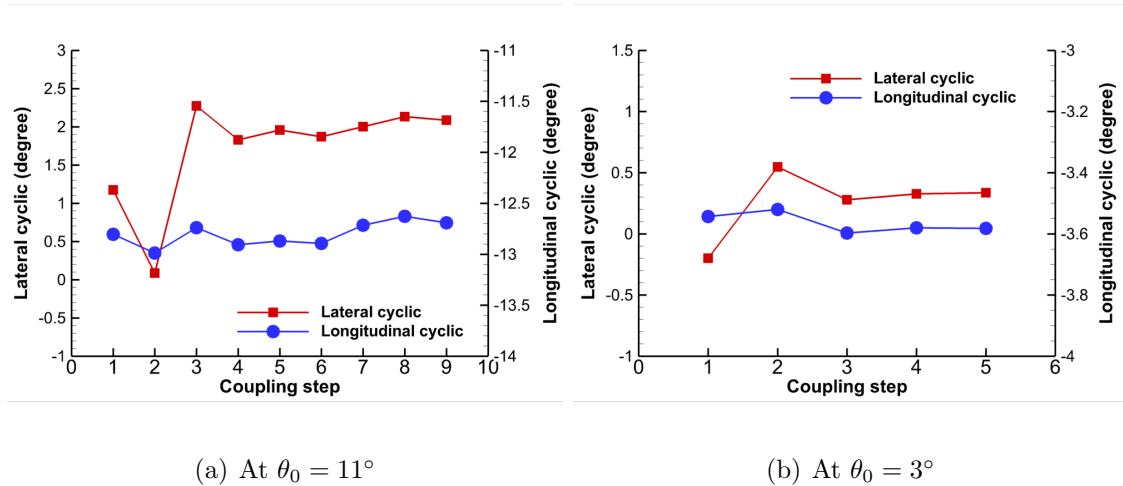 3
2.5
2
1.5
1
0.5
0
-0.5
-1
Lateral cyclic (degree)
-11
-11.5
-12
-12.5
-13
-13.5
-14
Longitudinal cyclic (degree)
Lateral cyclic
Longitudinal cyclic
0 1 2 3 4 5 6 7 8 9 10
Coupling step
(a) At θ₀ = 11°
1.5
1
0.5
0
-0.5
-1
Lateral cyclic (degree)
-3
-3.2
-3.4
-3.6
-3.8
-4
Longitudinal cyclic (degree)
Lateral cyclic
Longitudinal cyclic
0 1 2 3 4 5 6
Coupling step
(b) At θ₀ = 3°